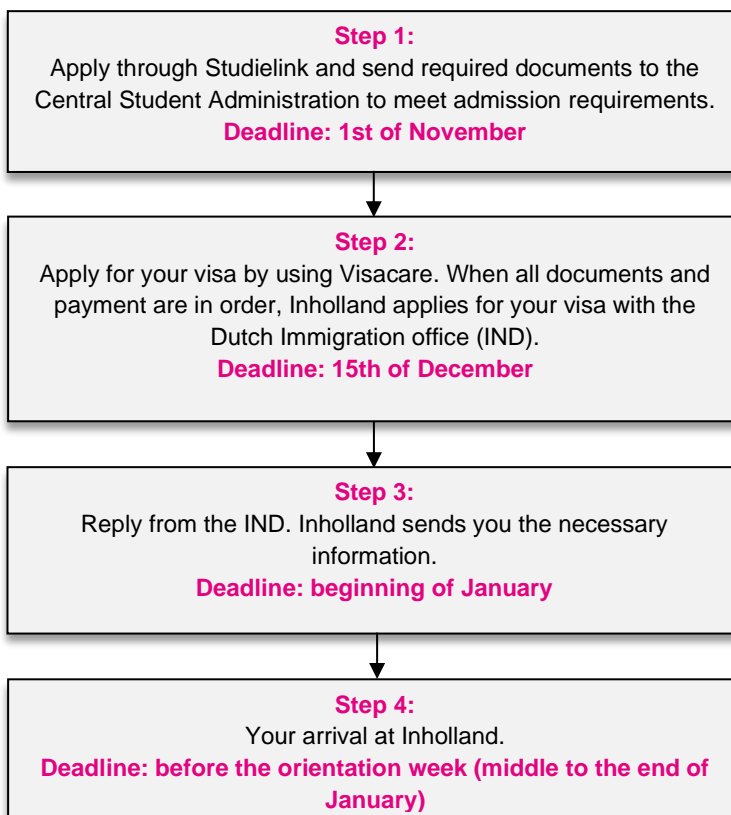 Step 1:
Apply through Studielink and send required documents to the
Central Student Administration to meet admission requirements.
Deadline: 1st of November
Step 2:
Apply for your visa by using Visacare. When all documents and
payment are in order, Inholland applies for your visa with the
Dutch Immigration office (IND).
Deadline: 15th of December
Step 3:
Reply from the IND. Inholland sends you the necessary
information.
Deadline: beginning of January
Step 4:
Your arrival at Inholland.
Deadline: before the orientation week (middle to the end of
January)